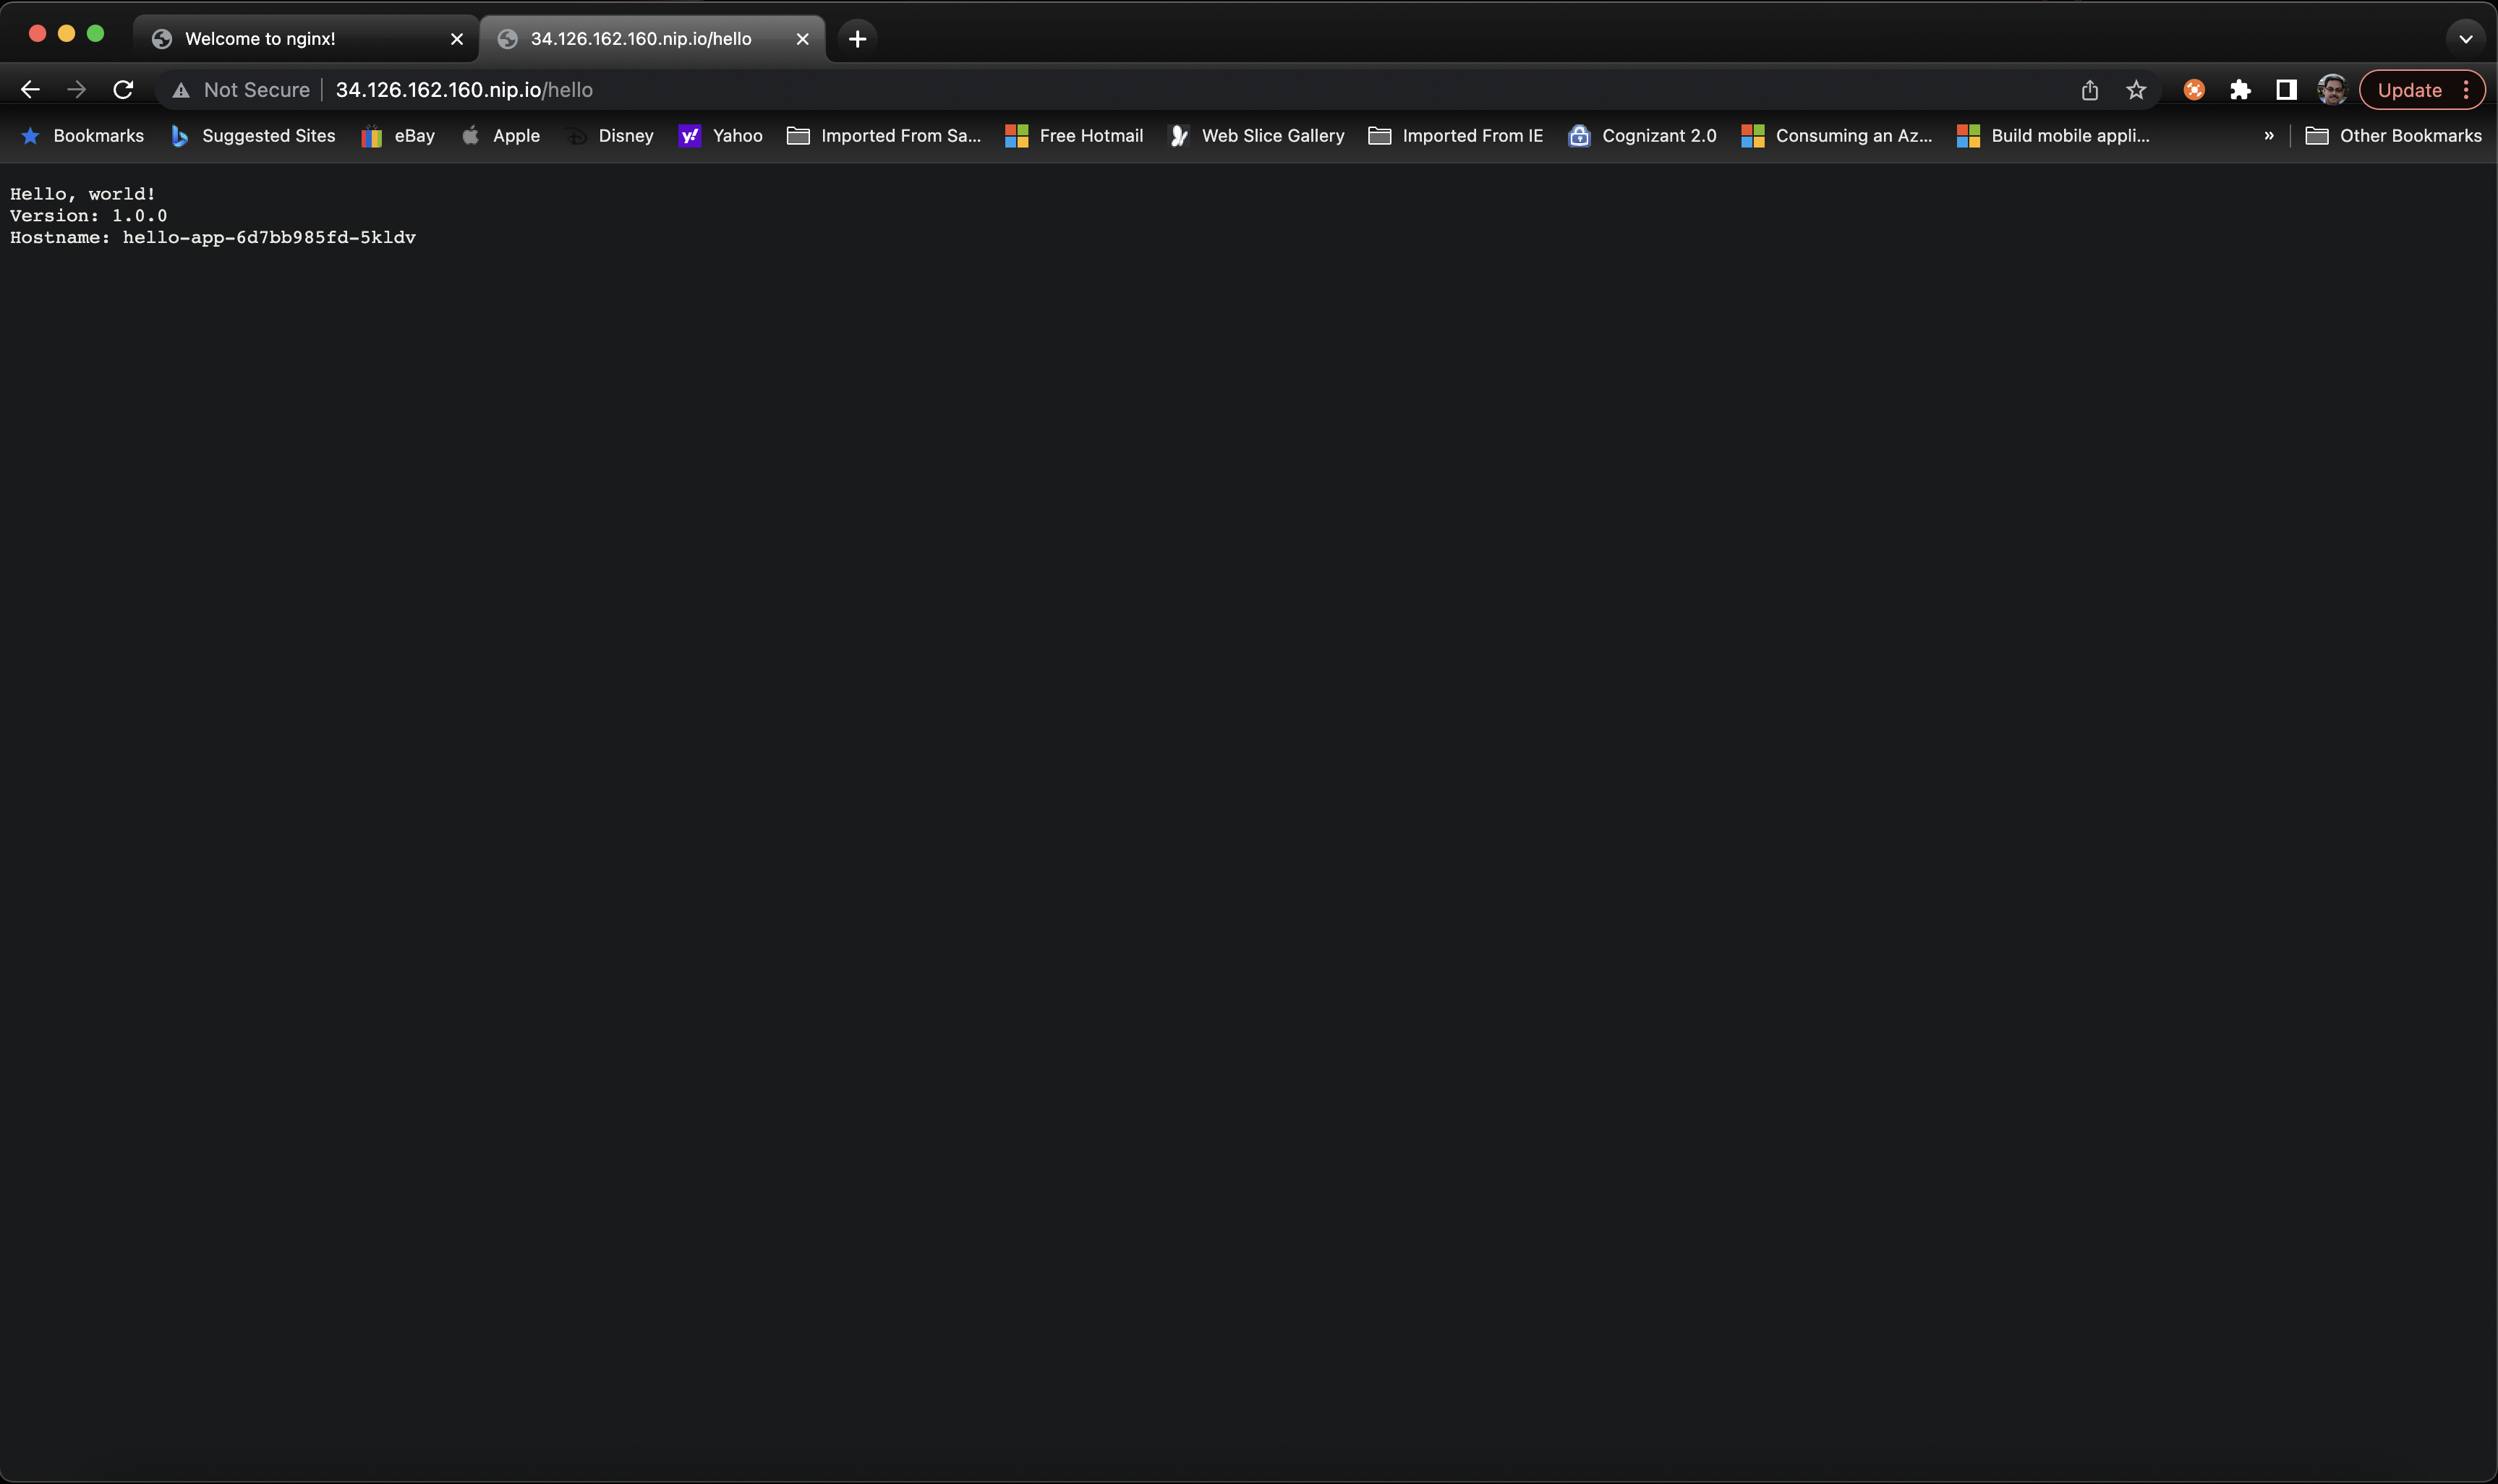 Welcome to nginx!
34.126.162.160.nip.io/hello
Not Secure 34.126.162.160.nip.io/hello
Update
Bookmarks Suggested Sites eBay Apple Disney Yahoo Imported From Sa... Free Hotmail Web Slice Gallery Imported From IE Cognizant 2.0 Consuming an Az... Build mobile appli... » Other Bookmarks
Hello, world!
Version: 1.0.0
Hostname: hello-app-6d7bb985fd-5kldv